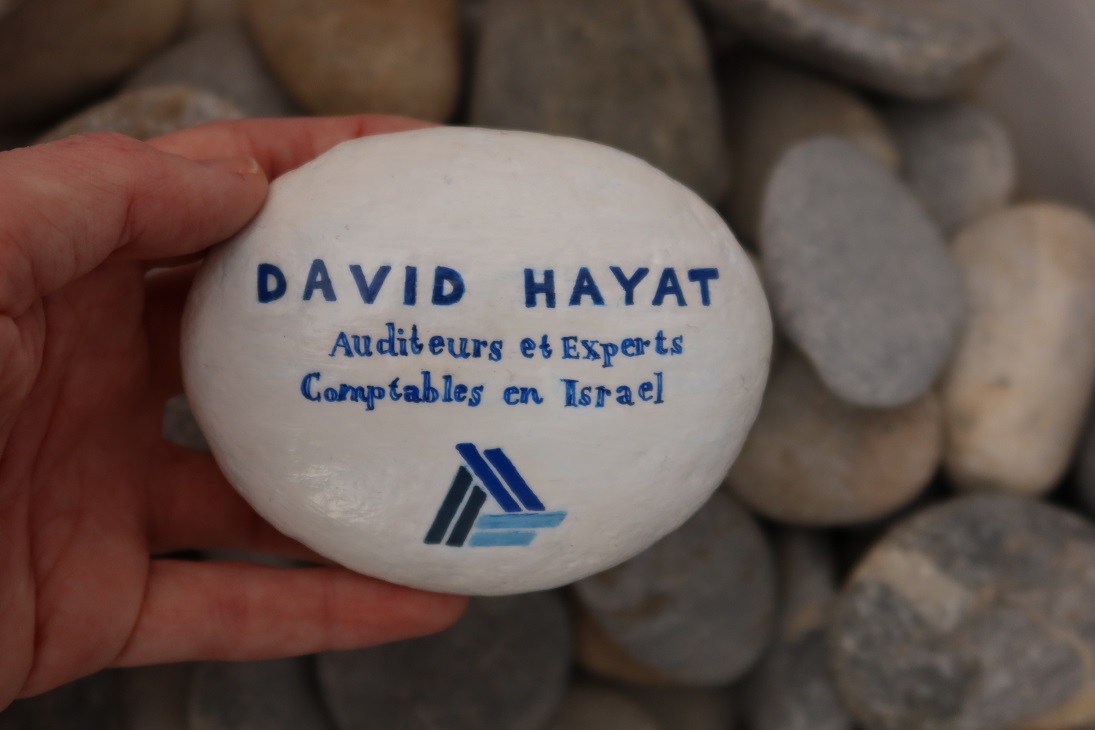 DAVID HAYAT
Auditeurs et Experts
Comptables en Israel